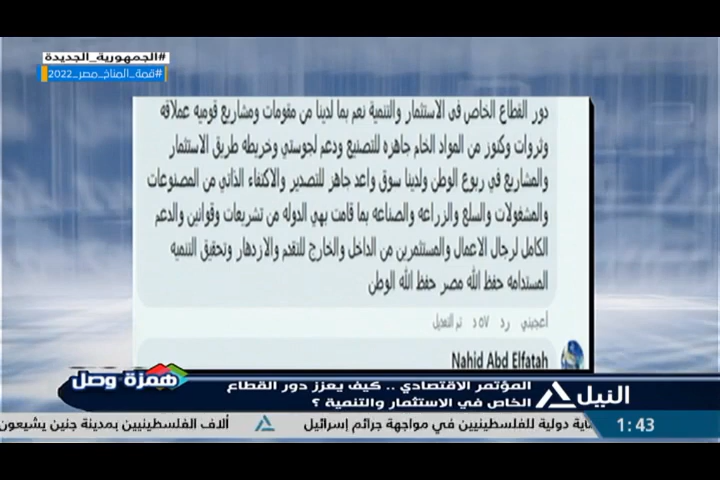 #الجمهورية_الجديدة
#قمة_المناخ_مصر_2022
دور القطاع الخاص في الاستثمار والتنمية نعم بما لدينا من مقومات ومشاريع قوميه عملاقه
وثروات وكنوز من المواد الخام جاهزه للتصنيع ودعم لجوستي وخريطه طريق الاستثمار
والمشاريع في ربوع الوطن ولدينا سوق واعد جاهز للتصدير والاكتفاء الذاتي من المصنوعات
والمشغولات والسلع والزراعه والصناعه بما قامت بهي الدوله من تشريعات وقوانين والدعم
الكامل لرجال الاعمال والمستثمرين من الداخل والخارج للتقدم والازدهار وتحقيق التنميه
المستدامه حفظ الله مصر حفظ الله الوطن
أعجبني رد ٥٧ د تم التعديل
Nahid Abd Elfatah
همزة وصل
المؤتمر الاقتصادي .. كيف يعزز دور القطاع
الخاص في الاستثمار والتنمية ؟
النيل
1:43
ية دولية للفلسطينيين في مواجهة جرائم إسرائيل
آلاف الفلسطينيين بمدينة جنين يشيعون